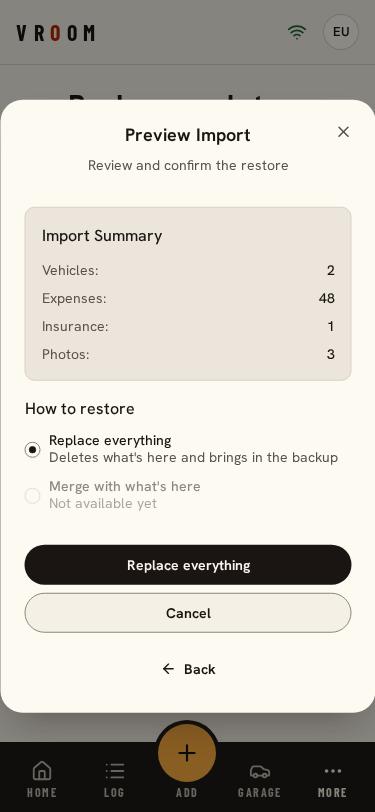 VROOM
EU
Preview Import
Review and confirm the restore
Import Summary
Vehicles: 2
Expenses: 48
Insurance: 1
Photos: 3
How to restore
Replace everything
Deletes what's here and brings in the backup
Merge with what's here
Not available yet
Replace everything
Cancel
Back
HOME
LOG
ADD
GARAGE
MORE